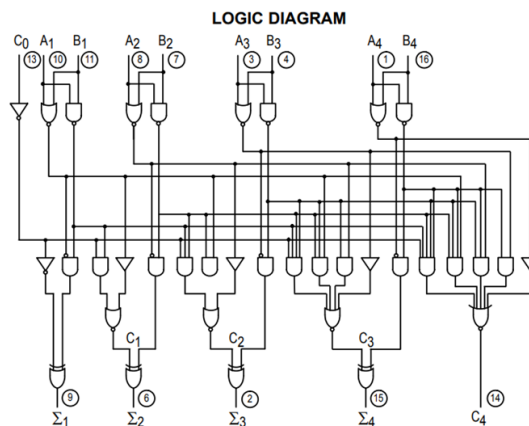 LOGIC DIAGRAM
C0 A1 B1 A2 B2 A3 B3 A4 B4
13 10 11 8 7 3 4 1 16
C1 C2 C3
9 6 2 15 14
Σ1 Σ2 Σ3 Σ4 C4